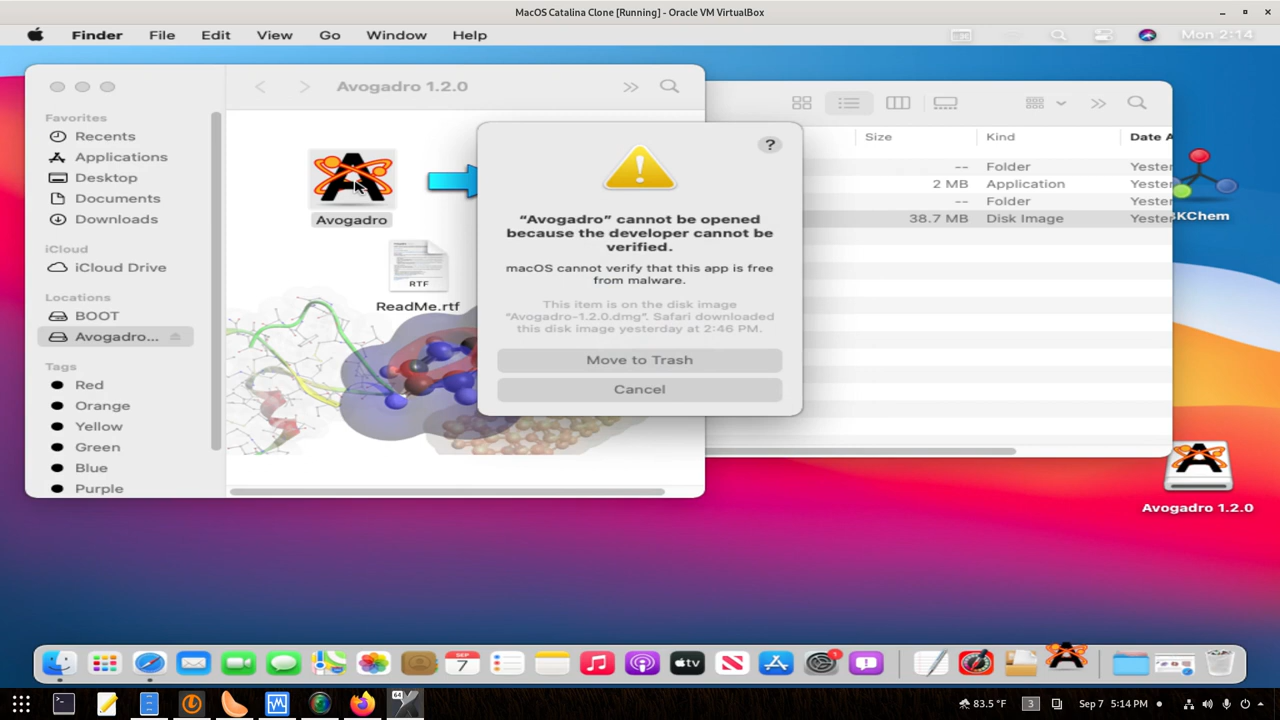 MacOS Catalina Clone [Running] - Oracle VM VirtualBox
Finder File Edit View Go Window Help
Mon 2:14
Avogadro 1.2.0
Favorites
Recents
Applications
Desktop
Documents
Downloads
iCloud
iCloud Drive
Locations
BOOT
Avogadro...
Tags
Red
Orange
Yellow
Green
Blue
Purple
Avogadro
RTF
ReadMe.rtf
?
“Avogadro” cannot be opened
because the developer cannot be
verified.
macOS cannot verify that this app is free
from malware.
This item is on the disk image
“Avogadro-1.2.0.dmg”. Safari downloaded
this disk image yesterday at 2:46 PM.
Move to Trash
Cancel
Size Kind Date A
-- Folder Yester
2 MB Application Yester
-- Folder Yester
38.7 MB Disk Image Yester
KChem
Avogadro 1.2.0
SEP
7
tv
1
64
83.5 °F
3
Sep 7 5:14 PM